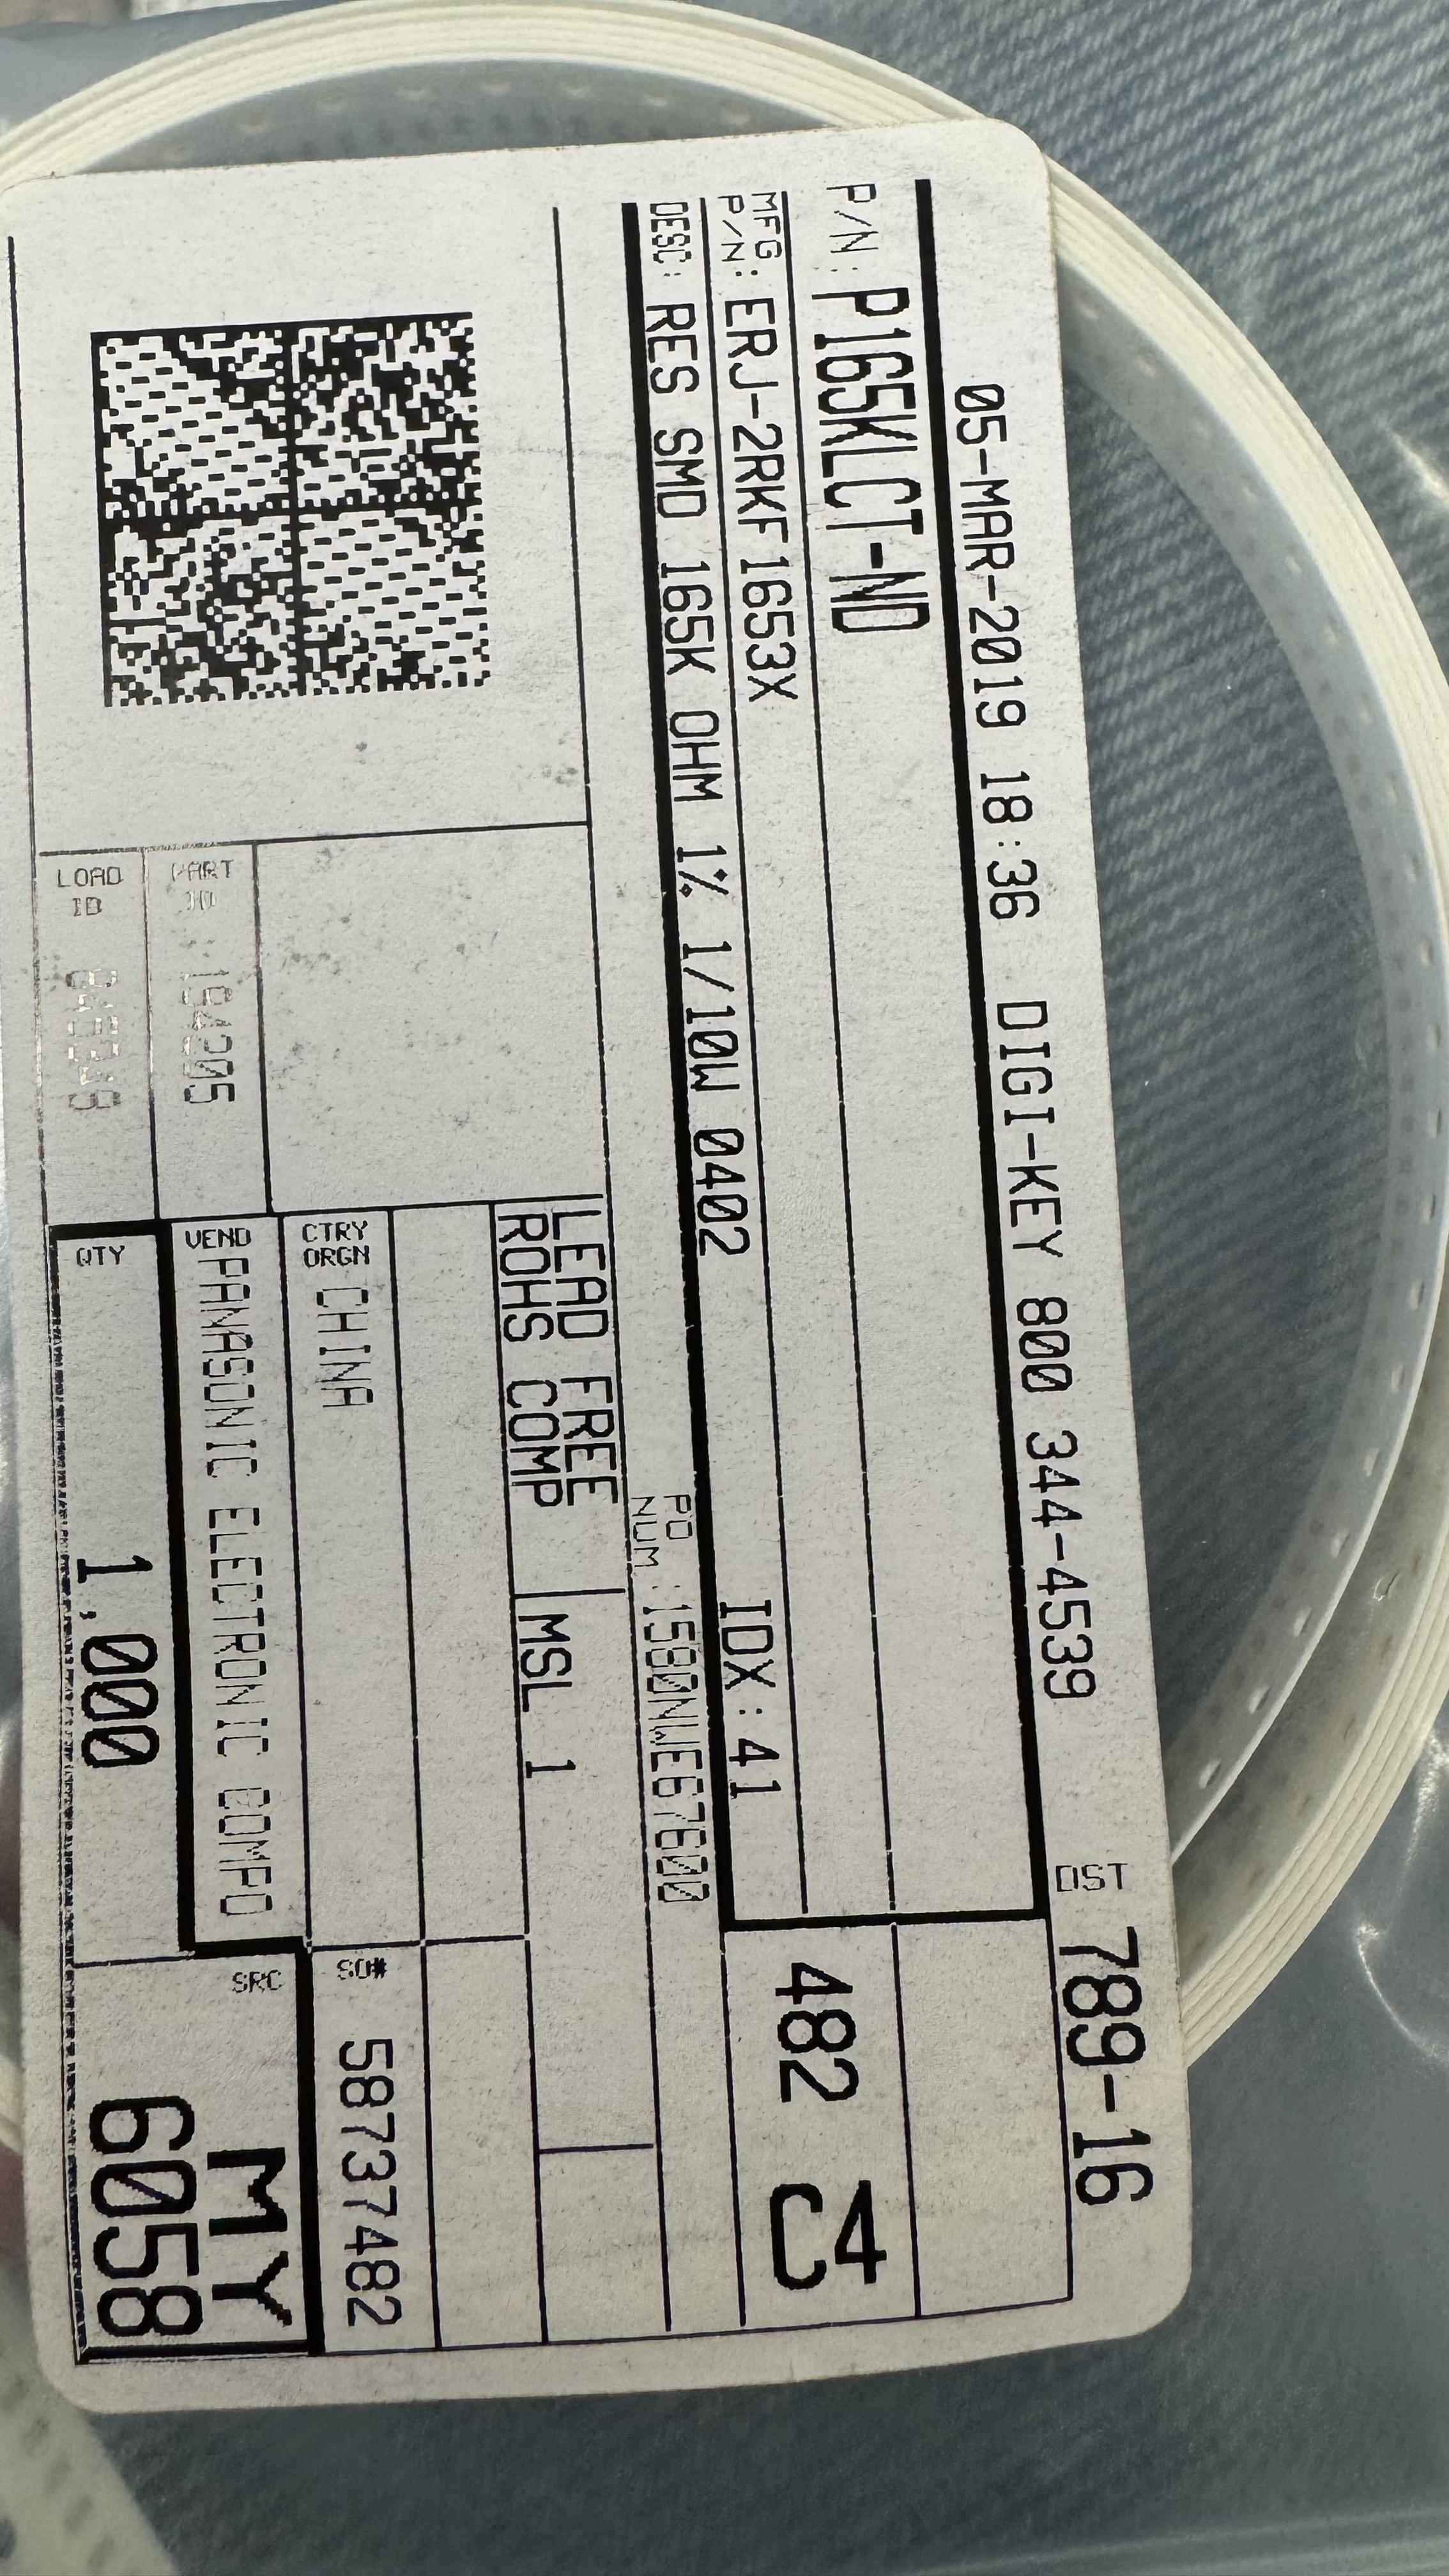 05-MAR-2019 18:36 DIGI-KEY 800 344-4539 DST 789-16
P/N: P165KLCT-ND
MFG P/N: ERJ-2RKF1653X
482 C4
DESC: RES SMD 165K OHM 1% 1/10W 0402 IDX:41
PO NUM:1580NWE67600
LEAD FREE
ROHS COMP
MSL 1
CTRY ORGN CHINA
SO# 58737482
PART ID 194205
VEND PANASONIC ELECTRONIC COMPO
SRC MY
6058
LOAD ID
QTY 1,000